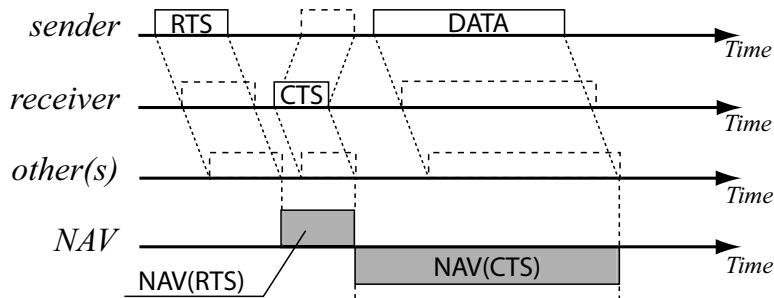 sender RTS DATA Time
receiver CTS Time
other(s) Time
NAV Time
NAV(RTS) NAV(CTS)